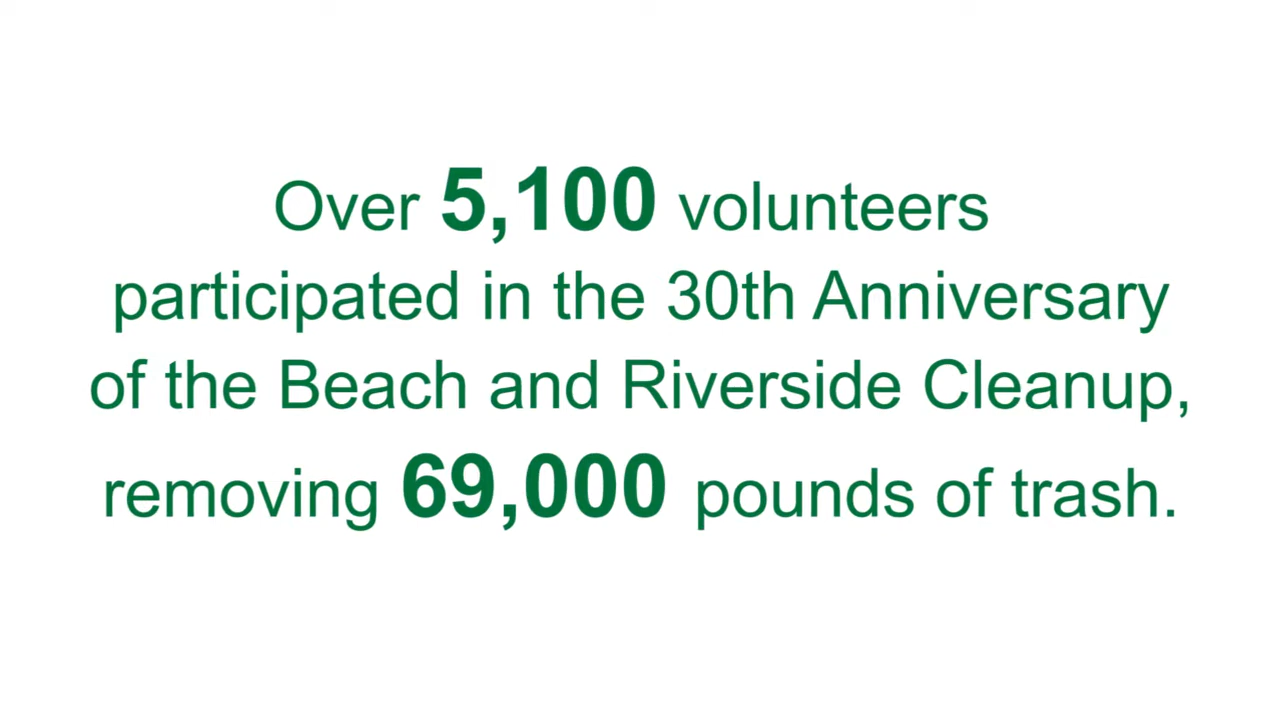 Over 5,100 volunteers
participated in the 30th Anniversary
of the Beach and Riverside Cleanup,
removing 69,000 pounds of trash.